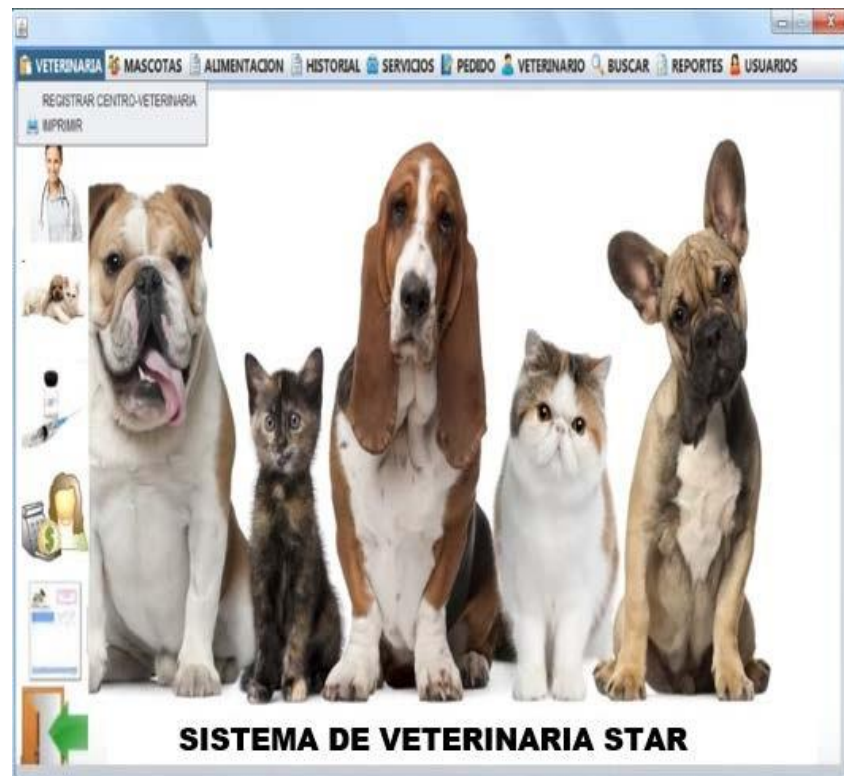 VETERINARIA MASCOTAS ALIMENTACION HISTORIAL SERVICIOS PEDIDO VETERINARIO BUSCAR REPORTES USUARIOS
REGISTRAR CENTRO-VETERINARIA
IMPRIMIR
SISTEMA DE VETERINARIA STAR